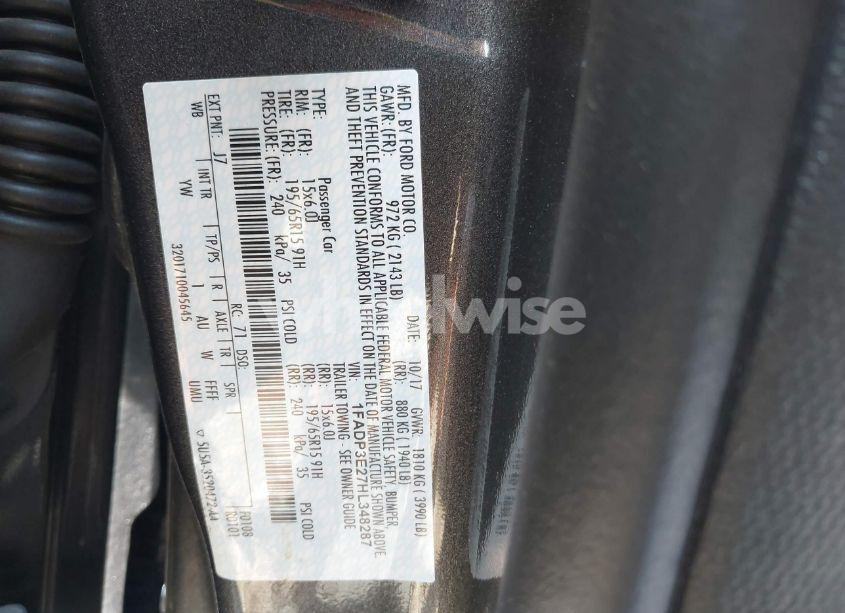 MFD. BY FORD MOTOR CO.
DATE: 10/17 GVWR: 1810 KG ( 3990 LB)
GAWR: (FR): 972 KG ( 2143 LB) (RR): 880 KG ( 1940 LB)
THIS VEHICLE CONFORMS TO ALL APPLICABLE FEDERAL MOTOR VEHICLE SAFETY, BUMPER
AND THEFT PREVENTION STANDARDS IN EFFECT ON THE DATE OF MANUFACTURE SHOWN ABOVE.
VIN: 1FADP3E27HL348287
TYPE: Passenger Car TRAILER TOWING - SEE OWNER GUIDE
RIM: (FR): 15x6.0J (RR): 15x6.0J
TIRE: (FR): 195/65R15 91H (RR): 195/65R15 91H
PRESSURE: (FR): 240 kPa/ 35 PSI COLD (RR): 240 kPa/ 35 PSI COLD
RC: 71 DSO: F0108
F0101
EXT PNT: J7 INT TR TP/PS R AXLE TR SPR
WB YW 1 AU W FFFF UMU
3201710045645
wise